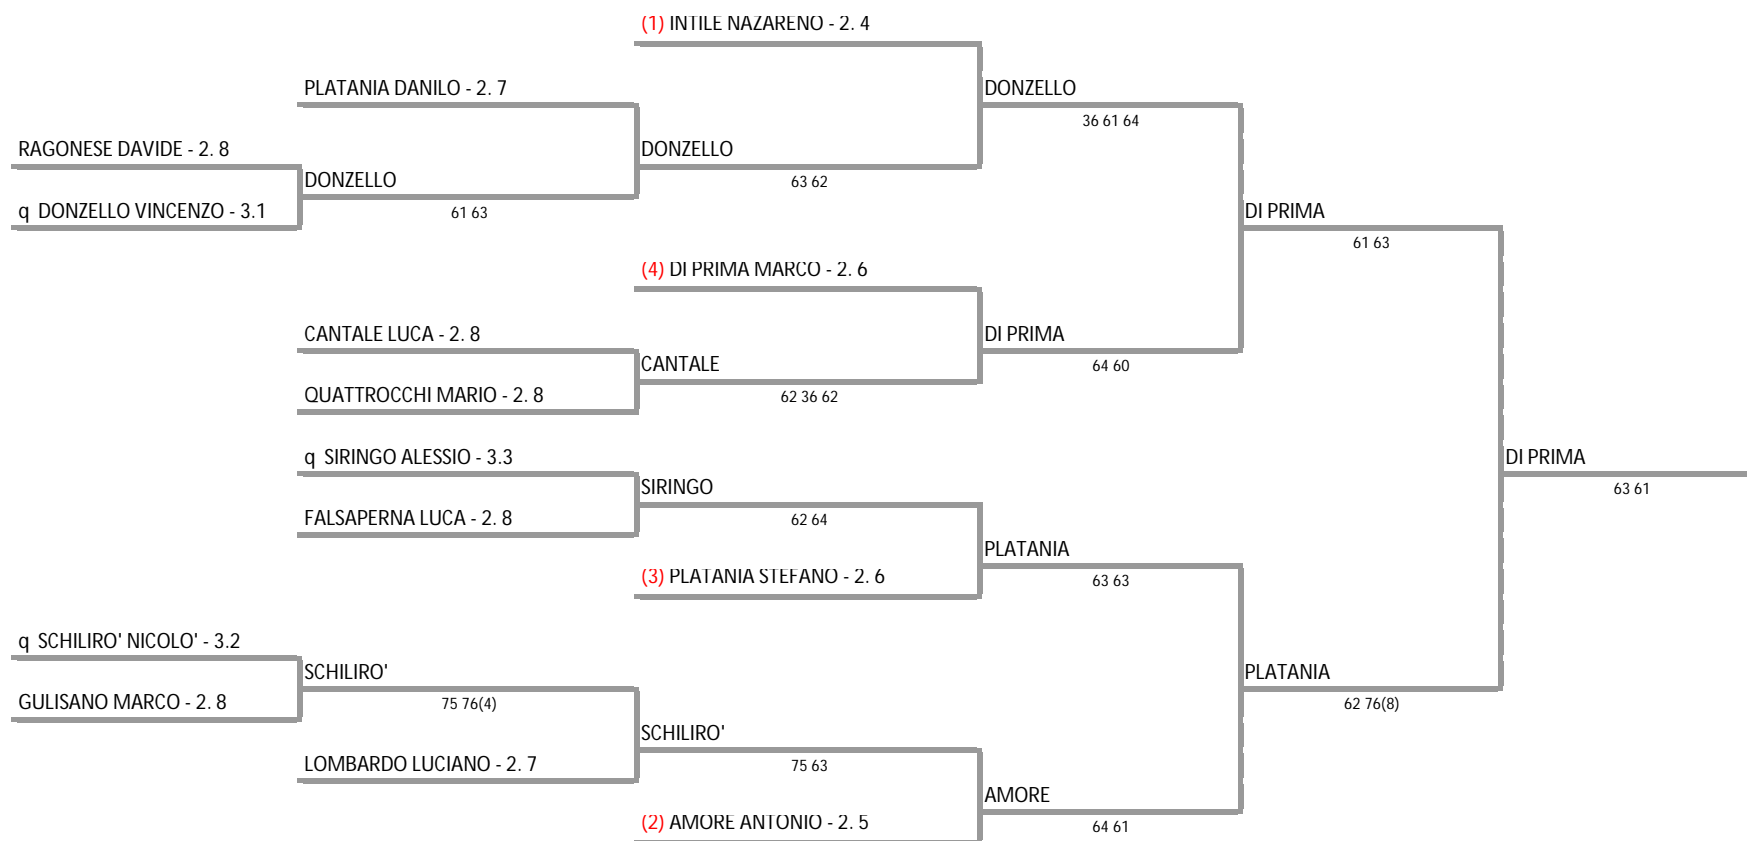 (1) INTILE NAZARENO - 2. 4
PLATANIA DANILO - 2. 7
DONZELLO
36 61 64
RAGONESE DAVIDE - 2. 8
DONZELLO
63 62
DONZELLO
61 63
q DONZELLO VINCENZO - 3.1
DI PRIMA
61 63
(4) DI PRIMA MARCO - 2. 6
CANTALE LUCA - 2. 8
DI PRIMA
64 60
CANTALE
62 36 62
QUATTROCCHI MARIO - 2. 8
q SIRINGO ALESSIO - 3.3
DI PRIMA
63 61
SIRINGO
62 64
FALSAPERNA LUCA - 2. 8
PLATANIA
63 63
(3) PLATANIA STEFANO - 2. 6
q SCHILIRO' NICOLO' - 3.2
SCHILIRO'
75 76(4)
PLATANIA
62 76(8)
GULISANO MARCO - 2. 8
SCHILIRO'
75 63
LOMBARDO LUCIANO - 2. 7
AMORE
64 61
(2) AMORE ANTONIO - 2. 5